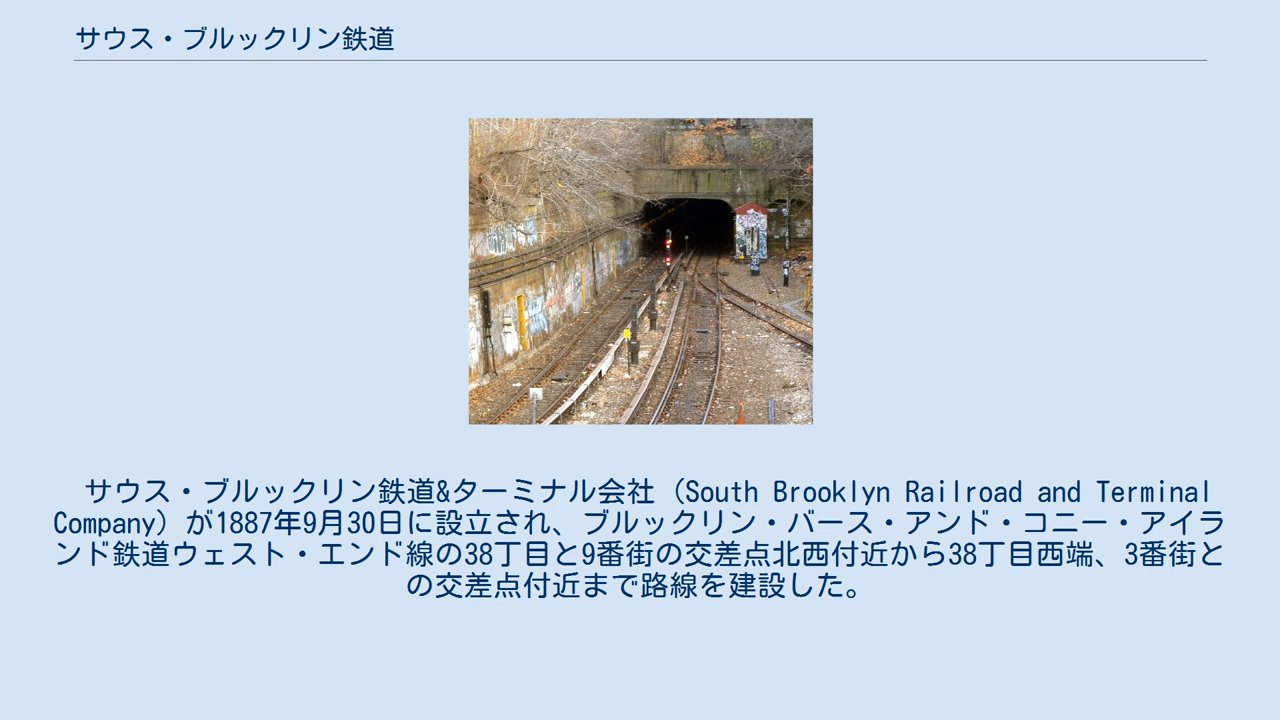 サウス・ブルックリン鉄道
サウス・ブルックリン鉄道&ターミナル会社（South Brooklyn Railroad and Terminal
Company）が1887年9月30日に設立され、ブルックリン・バース・アンド・コニー・アイラ
ンド鉄道ウェスト・エンド線の38丁目と9番街の交差点北西付近から38丁目西端、3番街と
の交差点付近まで路線を建設した。